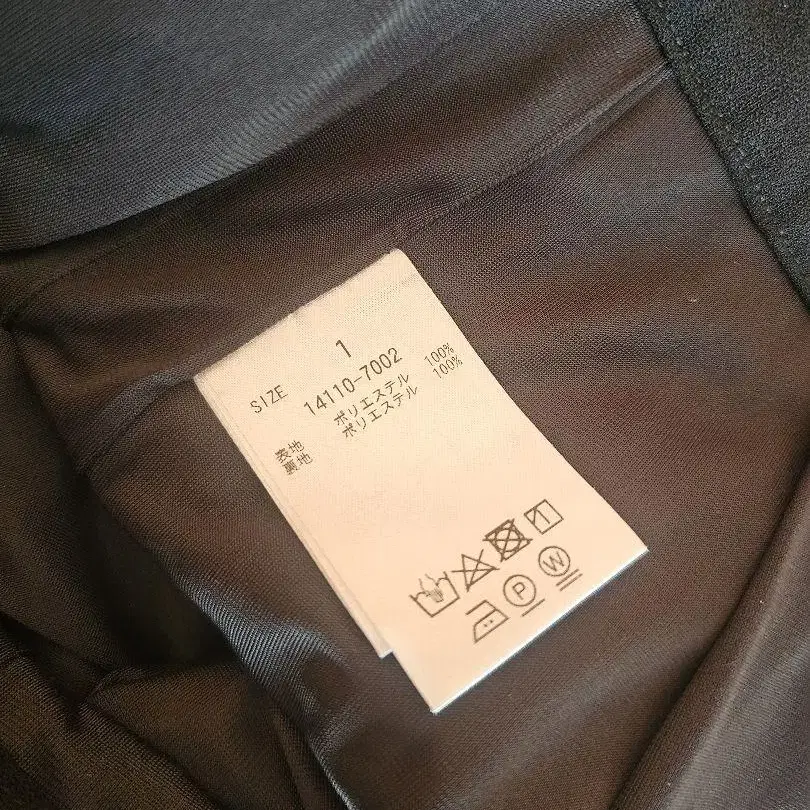 SIZE 1
14110-7002
表地 ポリエステル 100%
裏地 ポリエステル 100%
P W